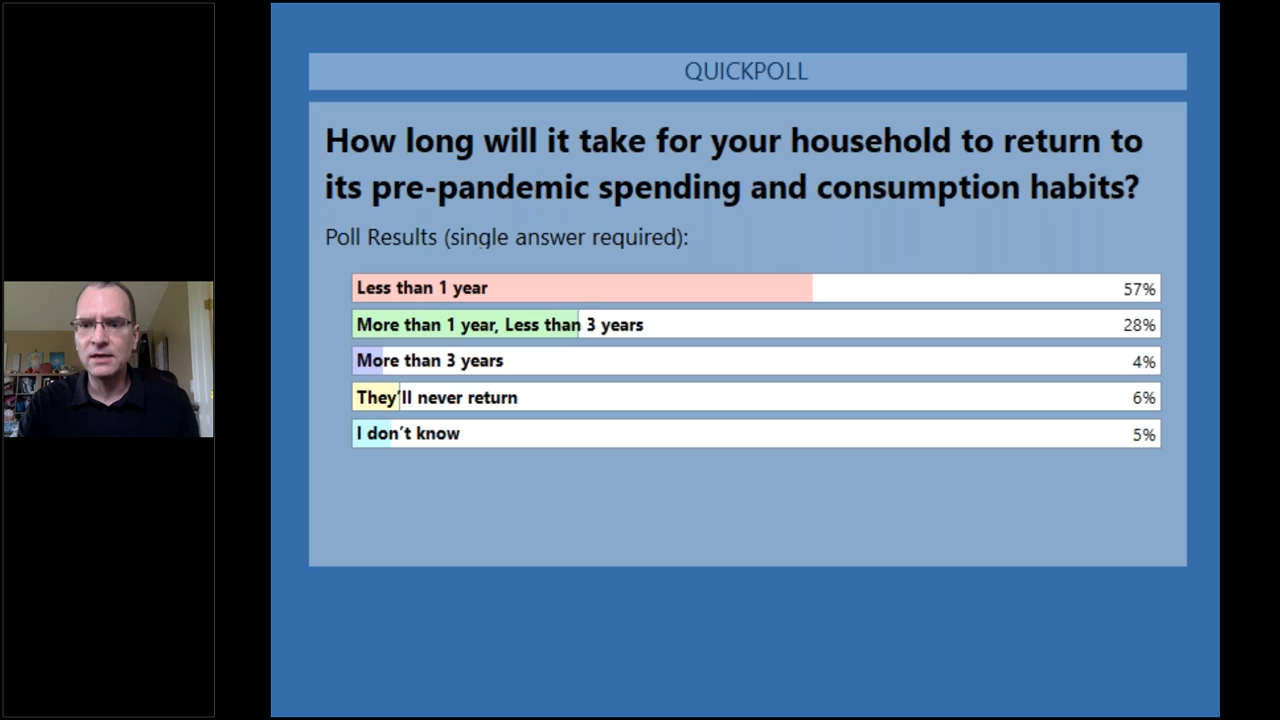 QUICKPOLL
How long will it take for your household to return to
its pre-pandemic spending and consumption habits?
Poll Results (single answer required):
Less than 1 year 57%
More than 1 year, Less than 3 years 28%
More than 3 years 4%
They’ll never return 6%
I don’t know 5%